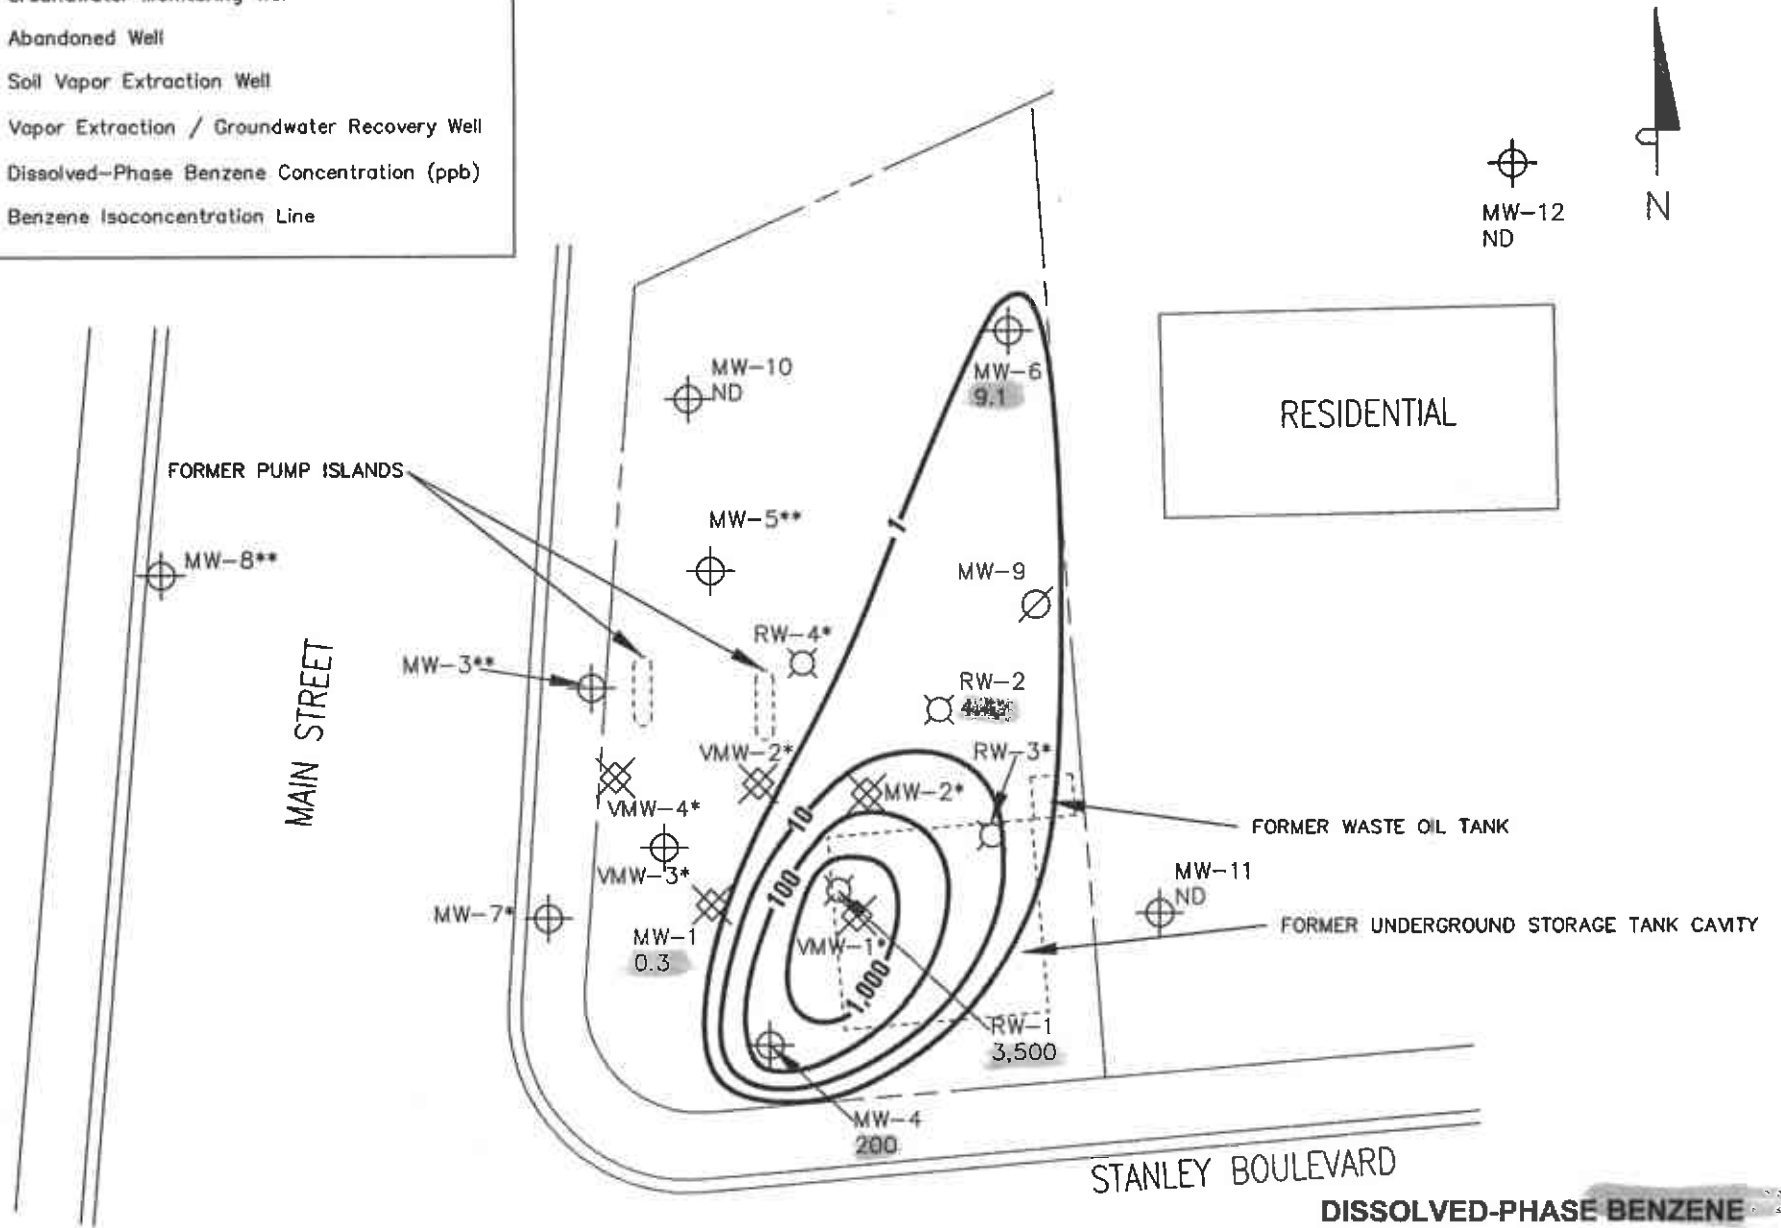 Abandoned Well
Soil Vapor Extraction Well
Vapor Extraction / Groundwater Recovery Well
Dissolved-Phase Benzene Concentration (ppb)
Benzene Isoconcentration Line
N
MW-12
ND
MW-10
ND
MW-6
9.1
RESIDENTIAL
FORMER PUMP ISLANDS
1
MW-5**
MW-8**
MW-9
RW-4*
MW-3**
RW-2
MAIN STREET
VMW-2*
RW-3*
VMW-4*
MW-2*
10
FORMER WASTE OIL TANK
VMW-3*
100
MW-11
ND
MW-7*
MW-1
0.3
VMW-1*
FORMER UNDERGROUND STORAGE TANK CAVITY
1,000
RW-1
3,500
MW-4
200
STANLEY BOULEVARD
DISSOLVED-PHASE BENZENE